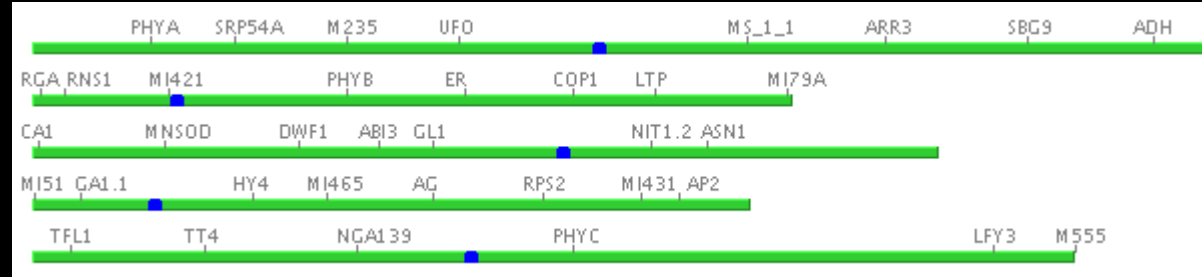 PHYA SRP54A M235 UFO MS_1_1 ARR3 SBG9 ADH
RGA RNS1 MI421 PHYB ER COP1 LTP MI79A
CA1 MNSOD DWF1 ABI3 GL1 NIT1.2 ASN1
MI51 GA1.1 HY4 MI465 AG RPS2 MI431 AP2
TFL1 TT4 NGA139 PHYC LFY3 M555